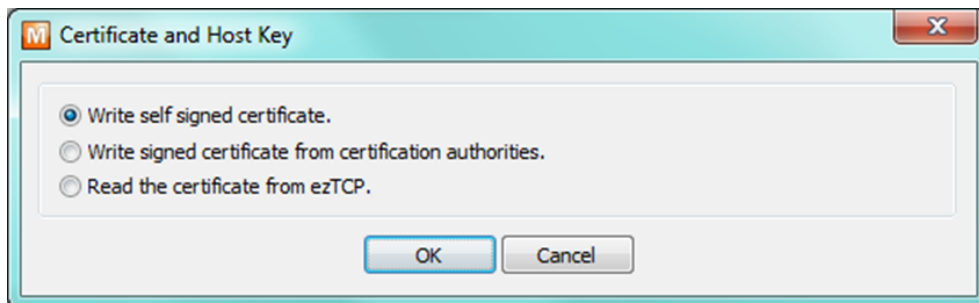 M Certificate and Host Key
Write self signed certificate.
Write signed certificate from certification authorities.
Read the certificate from ezTCP.
OK Cancel